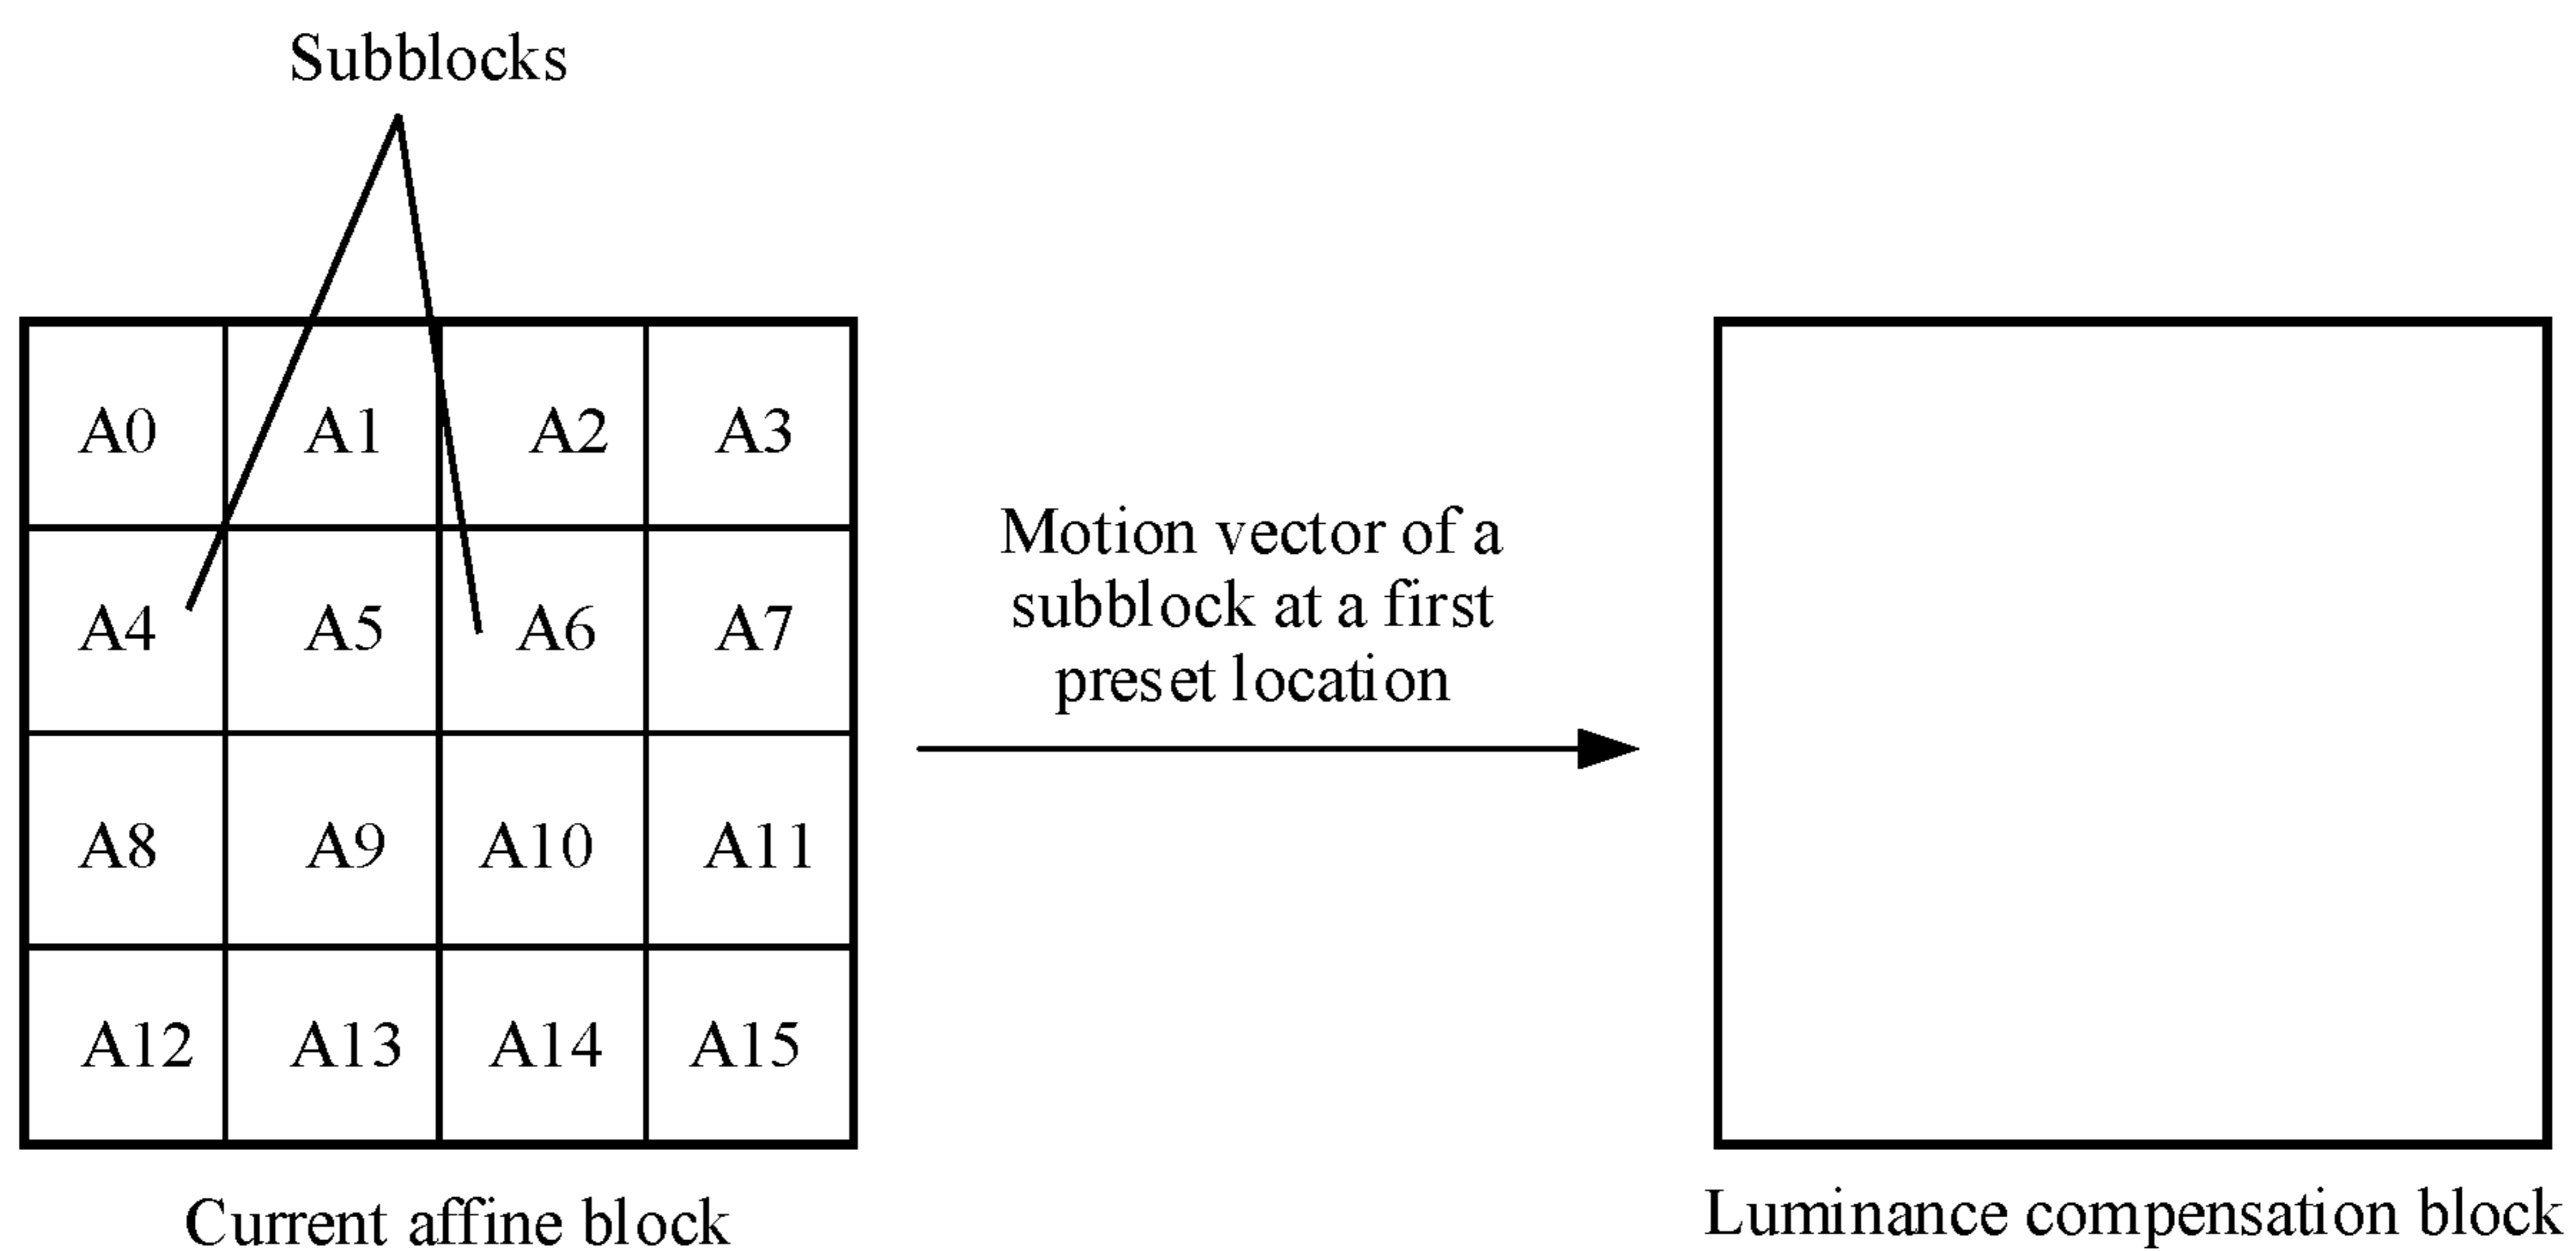 Subblocks
A0 A1 A2 A3
A4 A5 A6 A7
A8 A9 A10 A11
A12 A13 A14 A15
Motion vector of a
subblock at a first
preset location
Current affine block
Luminance compensation block